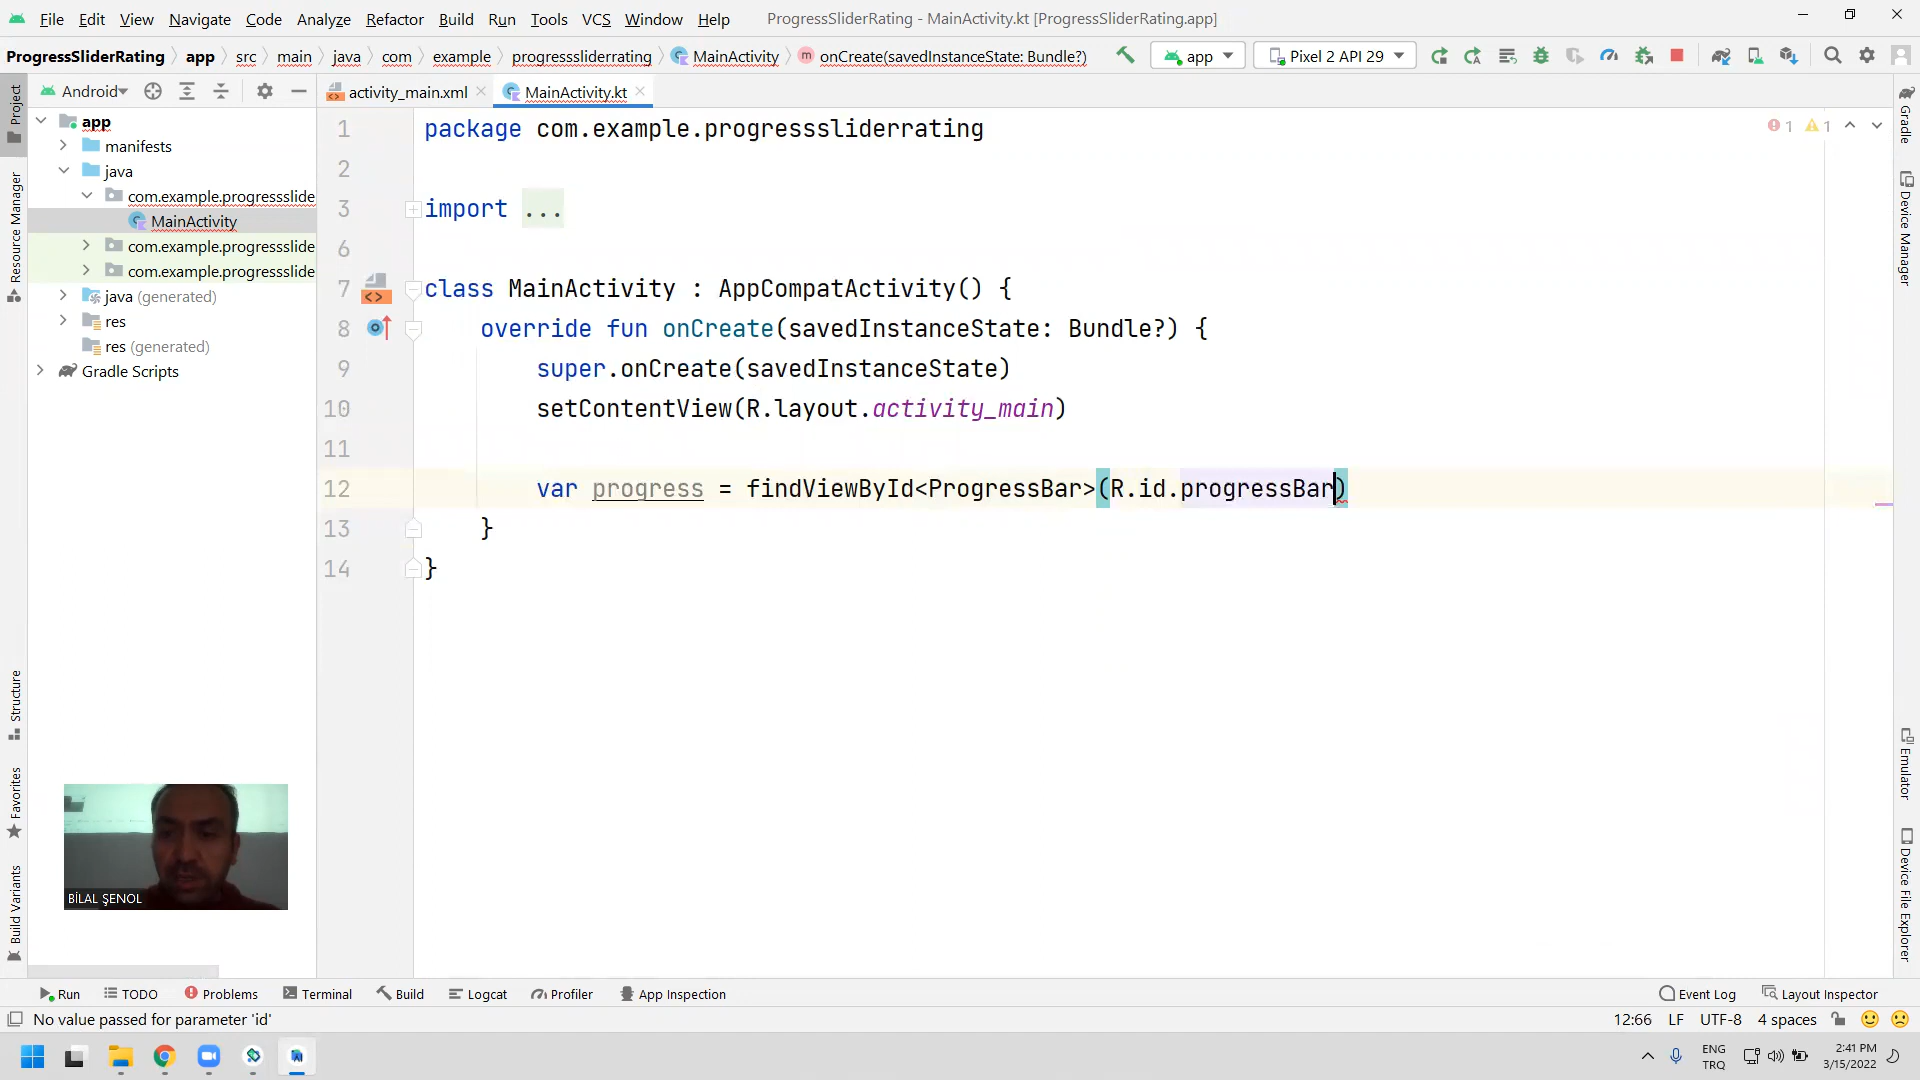 File Edit View Navigate Code Analyze Refactor Build Run Tools VCS Window Help ProgressSliderRating - MainActivity.kt [ProgressSliderRating.app]
ProgressSliderRating app src main java com example progresssliderrating MainActivity onCreate(savedInstanceState: Bundle?) app Pixel 2 API 29
Android
activity_main.xml MainActivity.kt
Project
Resource Manager
Structure
Favorites
Build Variants
app
manifests
java
com.example.progressslide
MainActivity
com.example.progressslide
com.example.progressslide
java (generated)
res
res (generated)
Gradle Scripts
1 package com.example.progresssliderrating
2
3 import ...
6
7 class MainActivity : AppCompatActivity() {
8 override fun onCreate(savedInstanceState: Bundle?) {
9 super.onCreate(savedInstanceState)
10 setContentView(R.layout.activity_main)
11
12 var progress = findViewById<ProgressBar>(R.id.progressBar)
13 }
14 }
1 1
Gradle
Device Manager
Emulator
Device File Explorer
BİLAL ŞENOL
Run TODO Problems Terminal Build Logcat Profiler App Inspection Event Log Layout Inspector
No value passed for parameter 'id' 12:66 LF UTF-8 4 spaces
ENG
TRQ
2:41 PM
3/15/2022